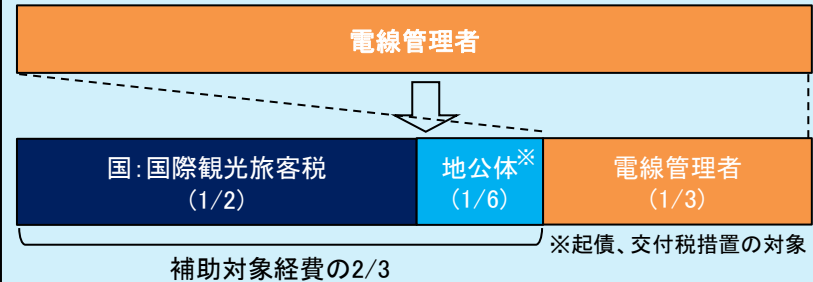 電線管理者
国:国際観光旅客税
(1/2)
地公体※
(1/6)
電線管理者
(1/3)
※起債、交付税措置の対象
補助対象経費の2/3